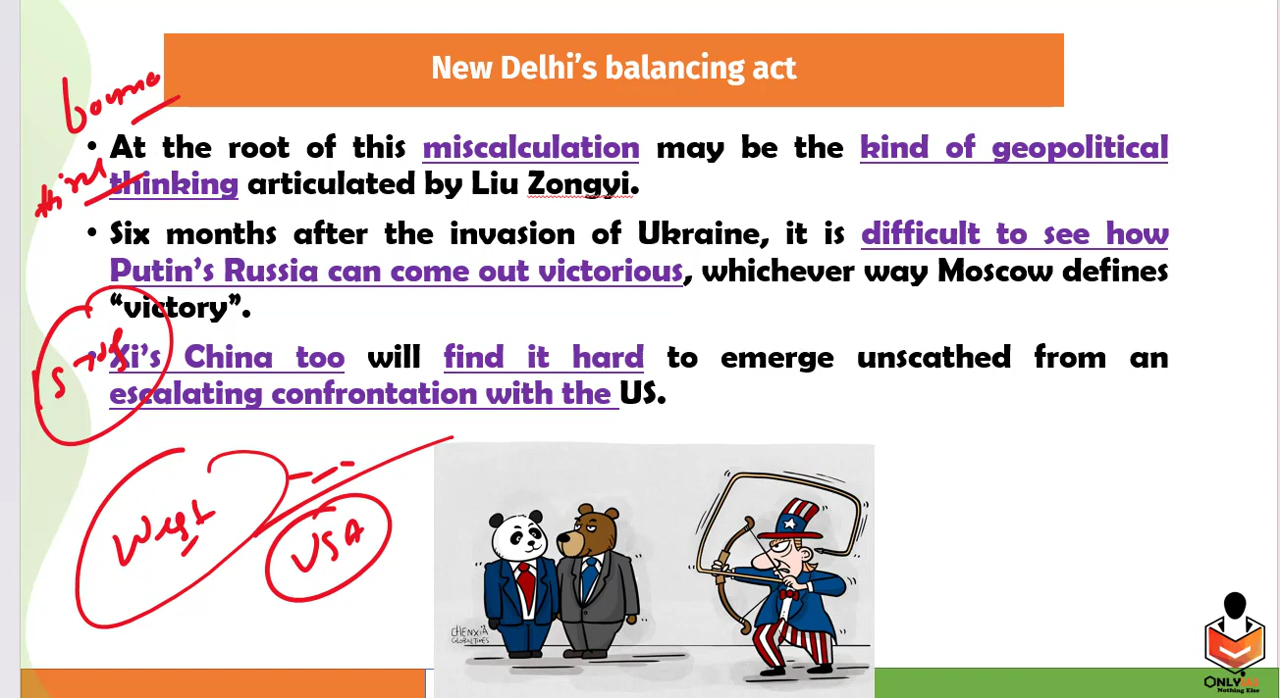 New Delhi's balancing act
• At the root of this miscalculation may be the kind of geopolitical
thinking articulated by Liu Zongyi.
• Six months after the invasion of Ukraine, it is difficult to see how
Putin's Russia can come out victorious, whichever way Moscow defines
“victory”.
• Xi's China too will find it hard to emerge unscathed from an
escalating confrontation with the US.
West
USA
CHENXIA
GLOBALTIMES
Nothing Else